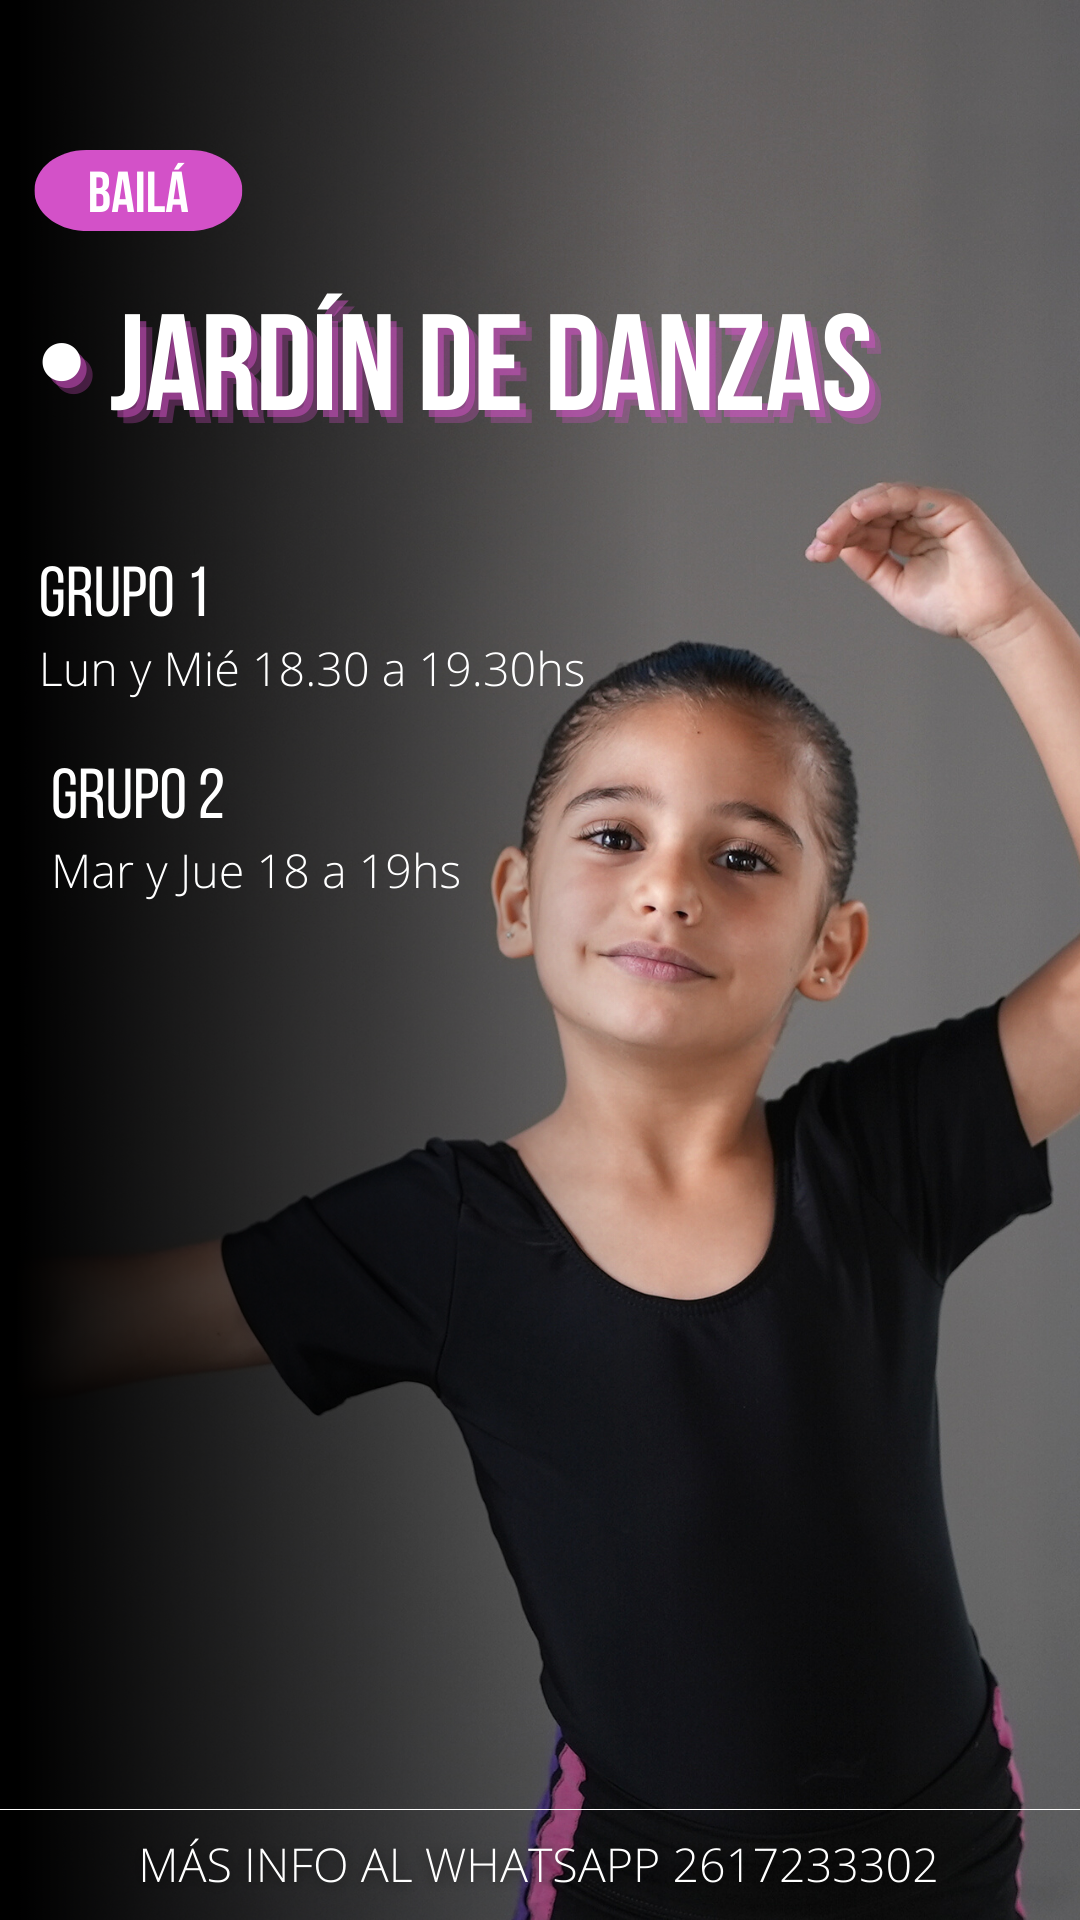 BAILÁ
• JARDÍN DE DANZAS
GRUPO 1
Lun y Mié 18.30 a 19.30hs
GRUPO 2
Mar y Jue 18 a 19hs
MÁS INFO AL WHATSAPP 2617233302